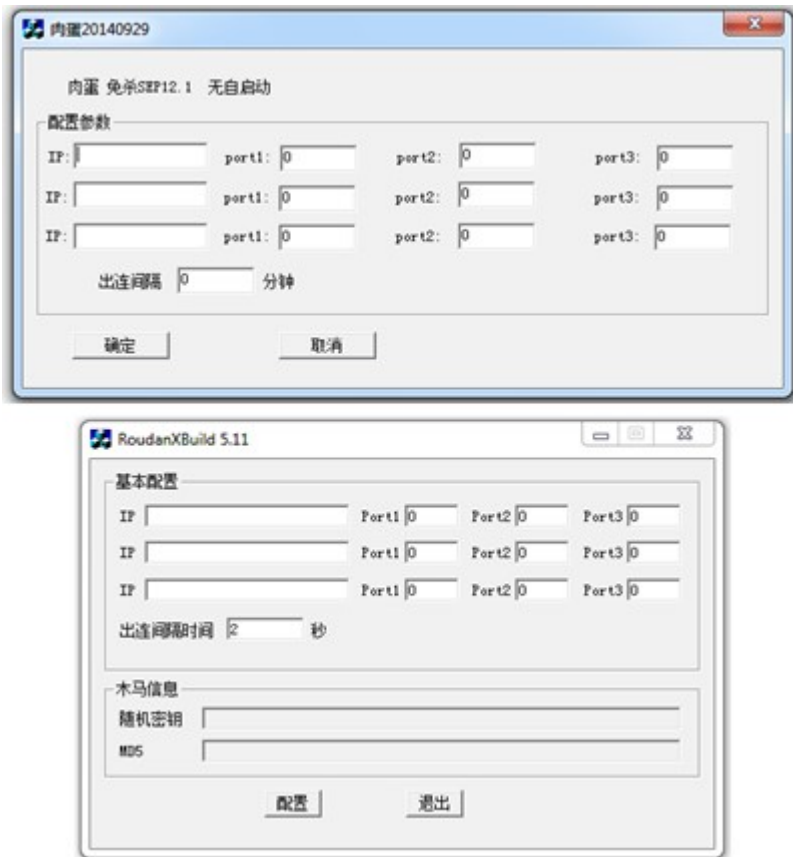 肉蛋20140929
肉蛋 免杀SEP12.1 无自启动
配置参数
IP: port1: 0 port2: 0 port3: 0
IP: port1: 0 port2: 0 port3: 0
IP: port1: 0 port2: 0 port3: 0
出连间隔 0 分钟
确定 取消
RoudanXBuild 5.11
基本配置
IP Port1 0 Port2 0 Port3 0
IP Port1 0 Port2 0 Port3 0
IP Port1 0 Port2 0 Port3 0
出连间隔时间 2 秒
木马信息
随机密钥
MD5
配置 退出